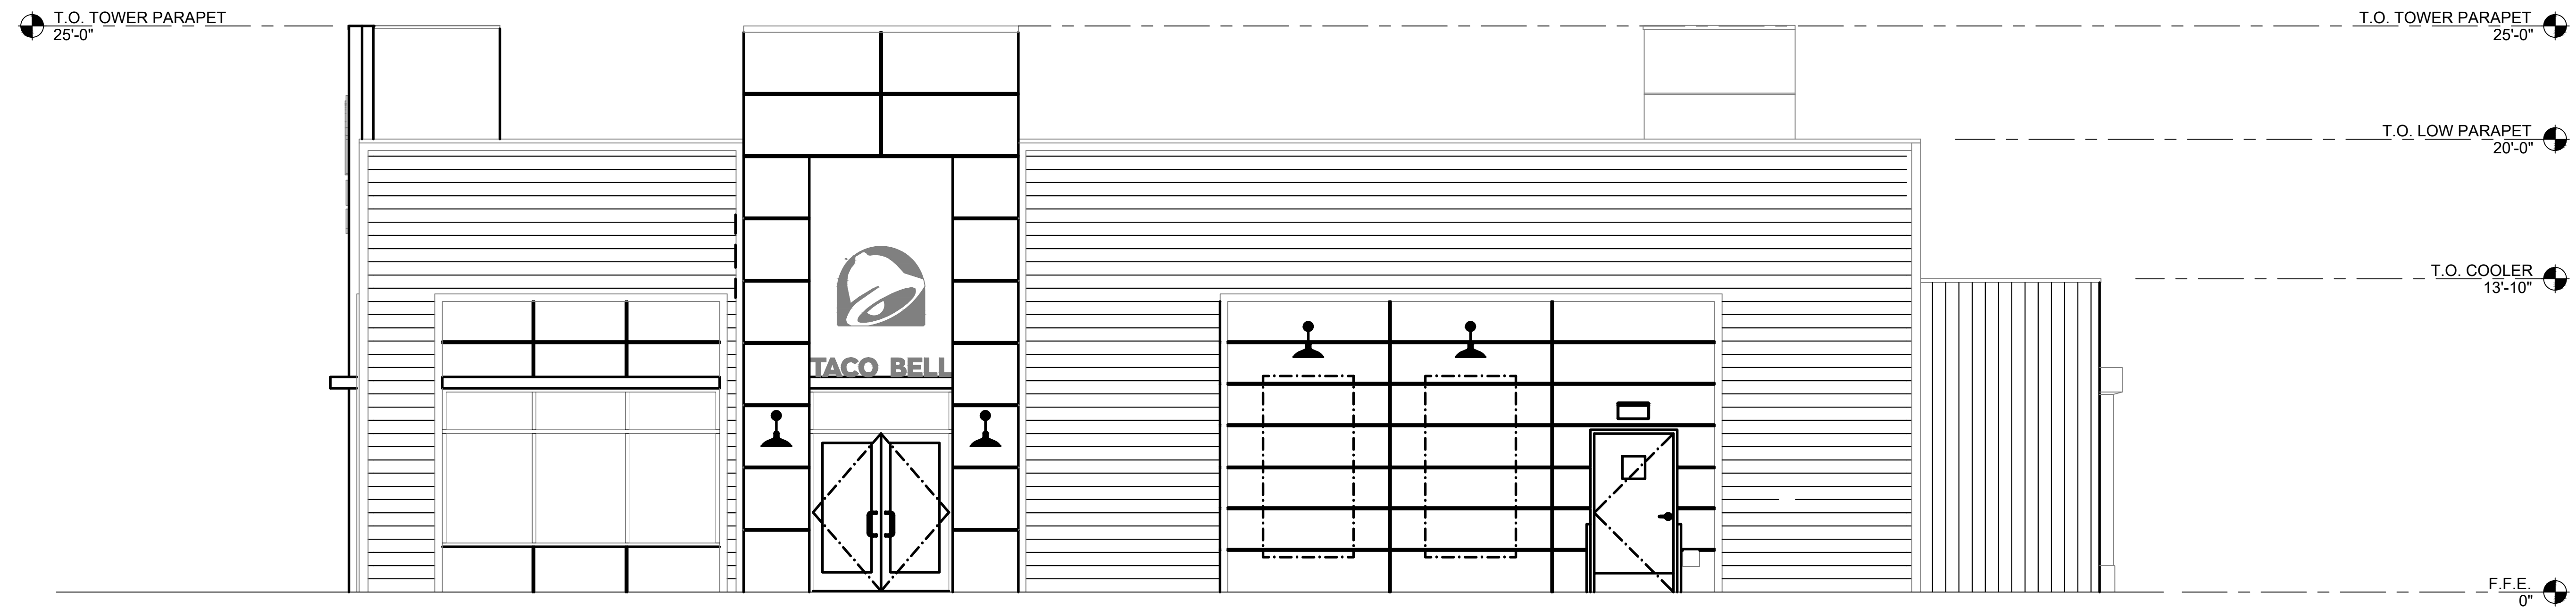 T.O. TOWER PARAPET
25'-0"
T.O. TOWER PARAPET
25'-0"
T.O. LOW PARAPET
20'-0"
T.O. COOLER
13'-10"
TACO BELL
F.F.E.
0"